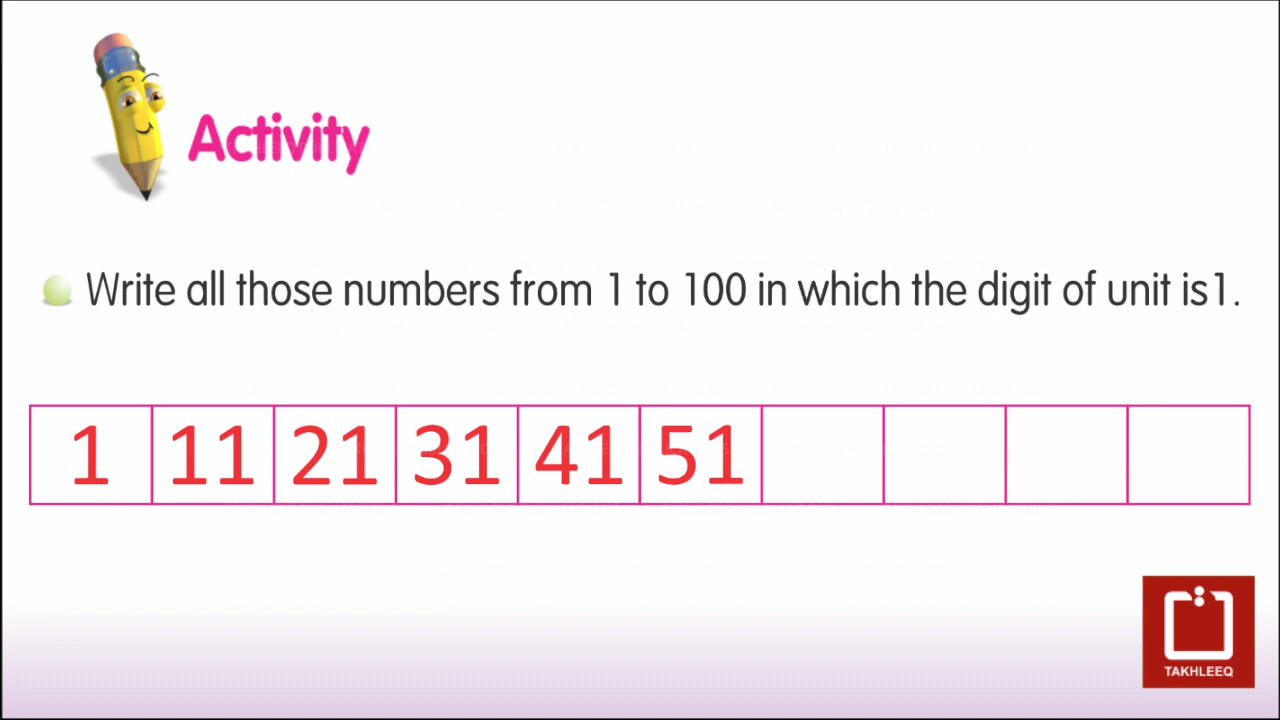 Activity
Write all those numbers from 1 to 100 in which the digit of unit is1.
1 11 21 31 41 51
TAKHLEEQ